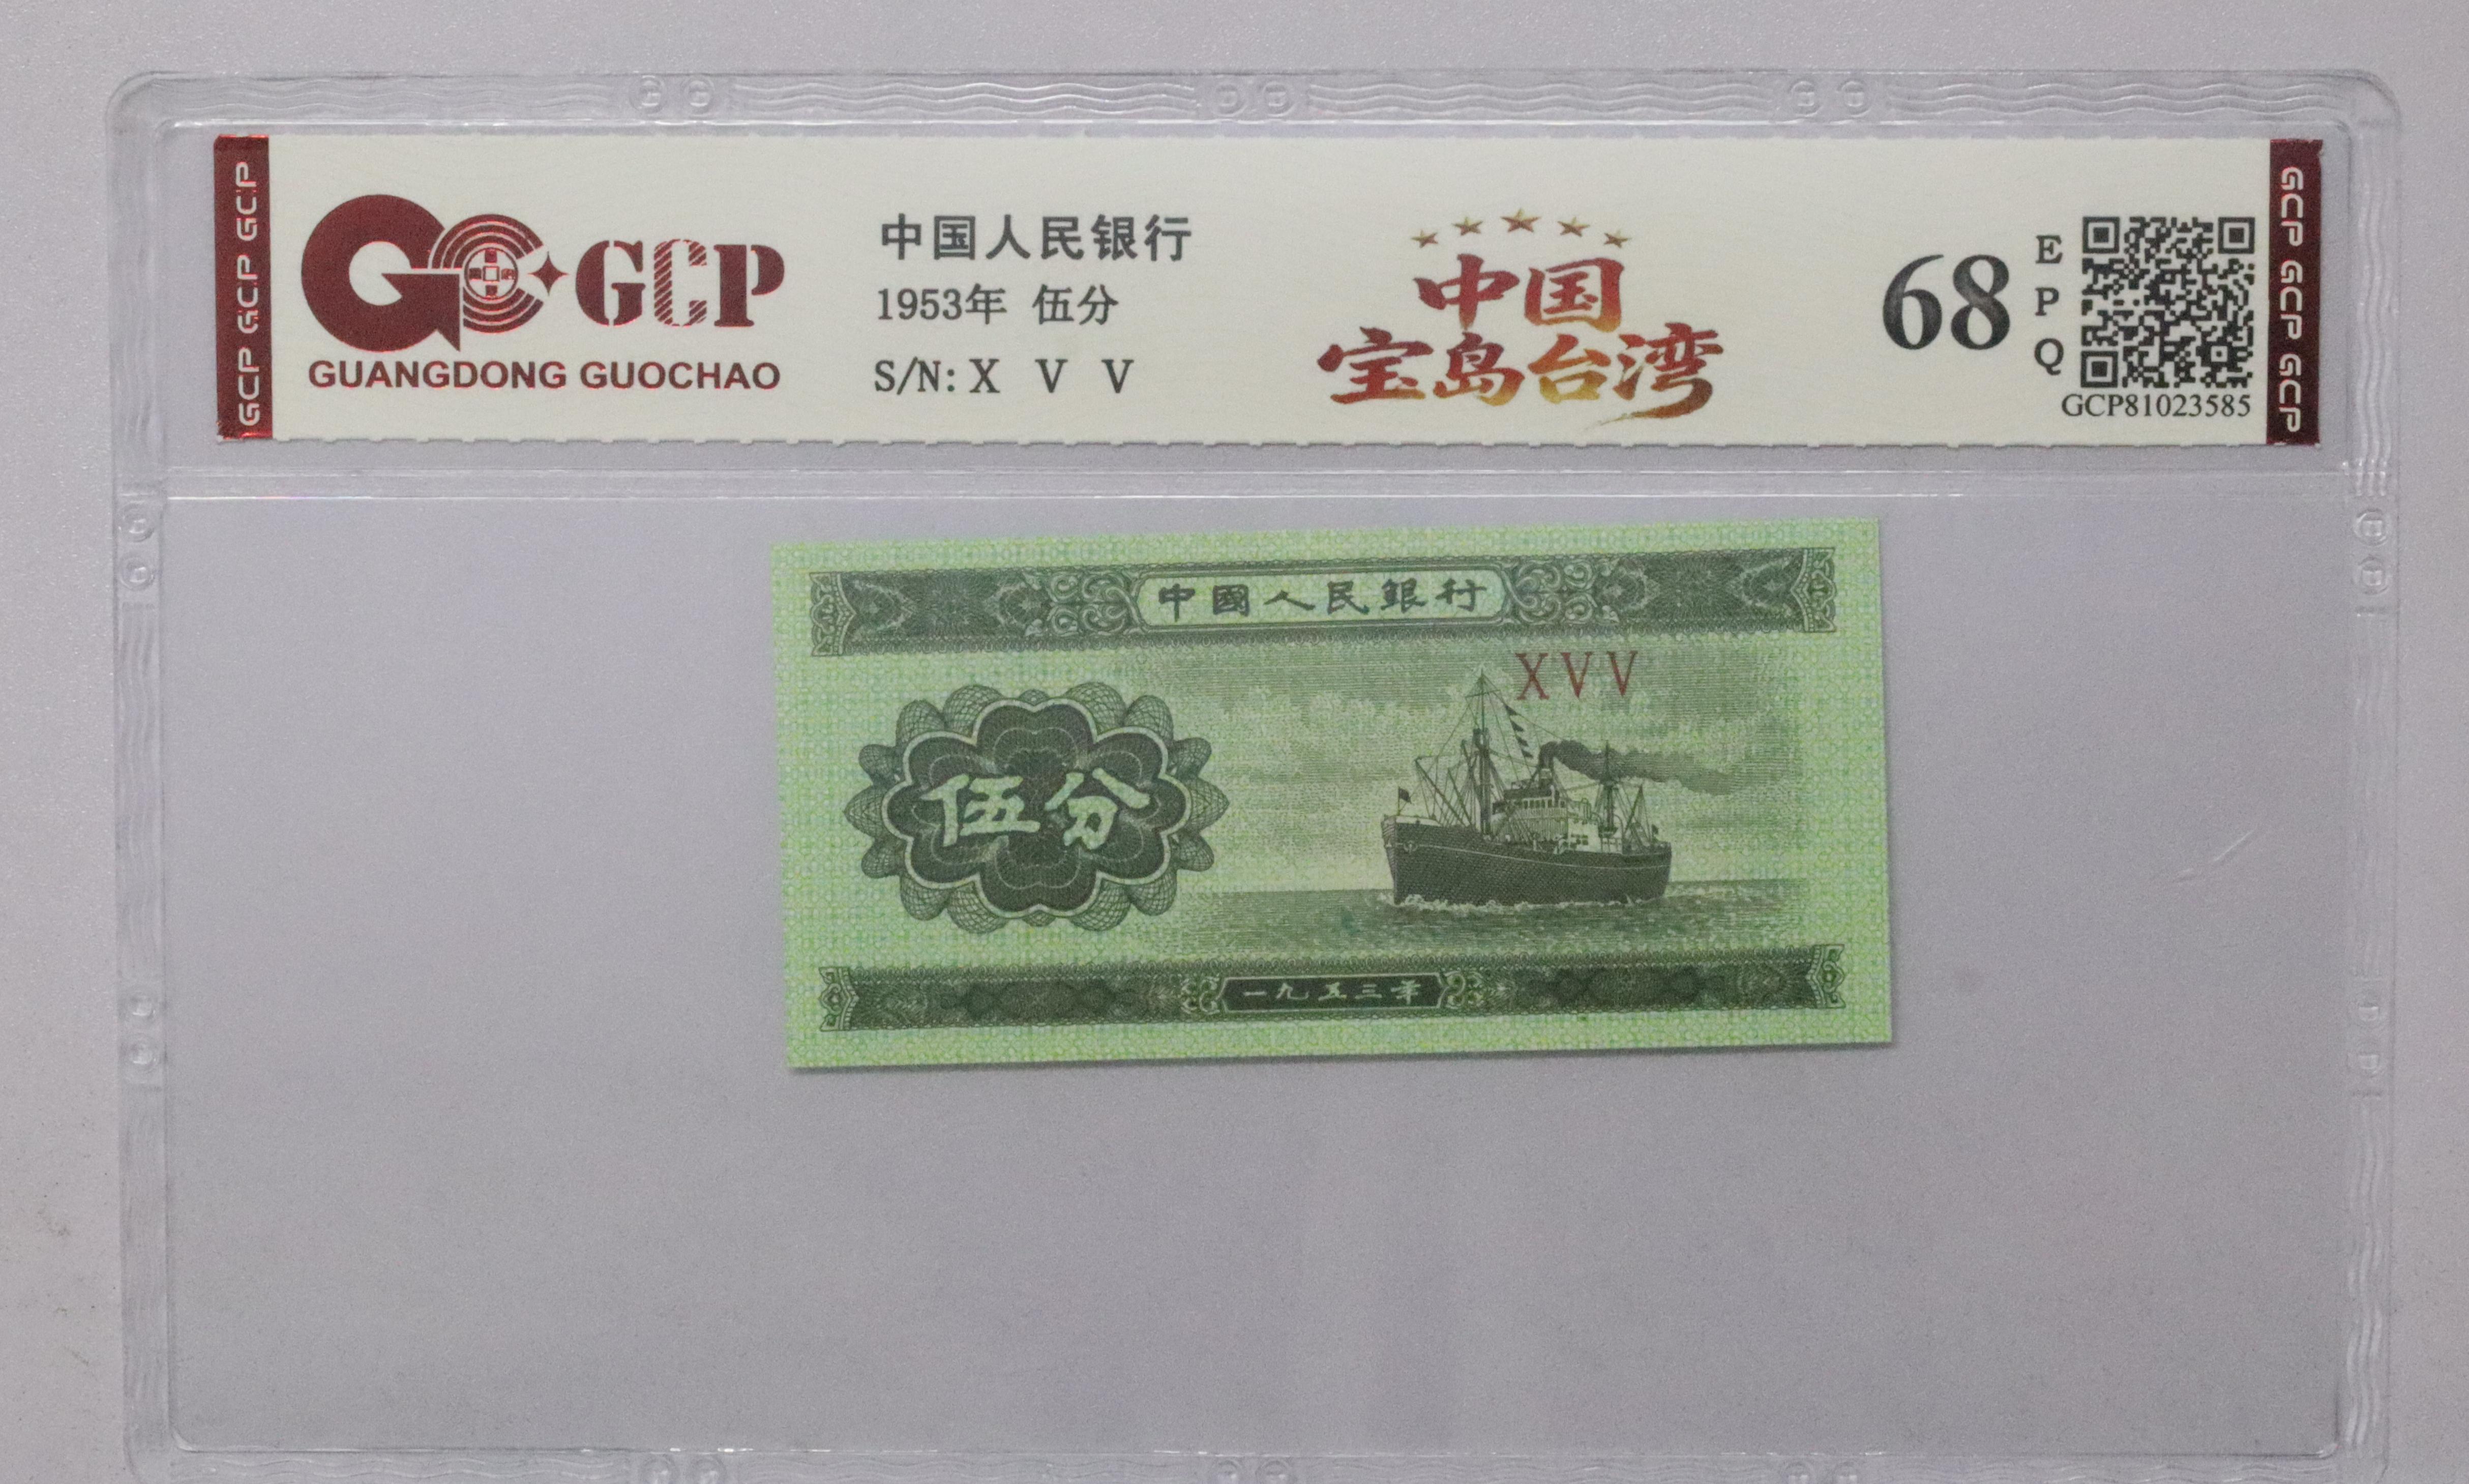 GCP GCP GCP
GCP
GUANGDONG GUOCHAO
中国人民银行
1953年 伍分
S/N: X V V
中国
宝岛台湾
68
E
P
Q
GCP81023585
GCP GCP GCP
中國人民銀行
XVV
伍分
一九五三年